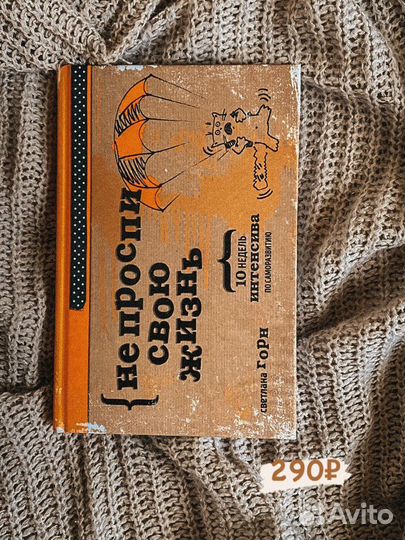 {не проспи
свою
жизнь
{10 недель
интенсива
по саморазвитию
светлана горн
290₽
Avito